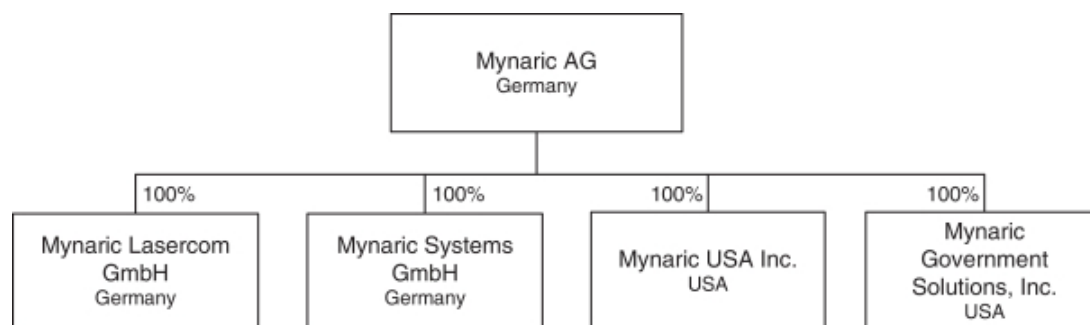 Mynaric AG
Germany
100%
100%
100%
100%
Mynaric Lasercom
GmbH
Germany
Mynaric Systems
GmbH
Germany
Mynaric USA Inc.
USA
Mynaric
Government
Solutions, Inc.
USA